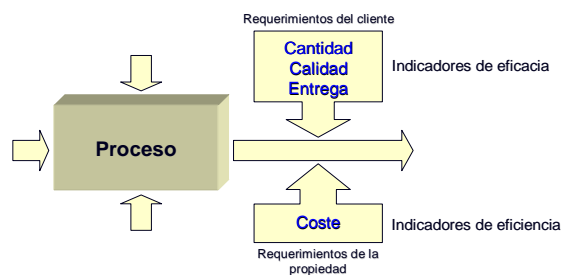 Requerimientos del cliente
Cantidad
Calidad
Entrega
Indicadores de eficacia
Proceso
Coste
Indicadores de eficiencia
Requerimientos de la
propiedad